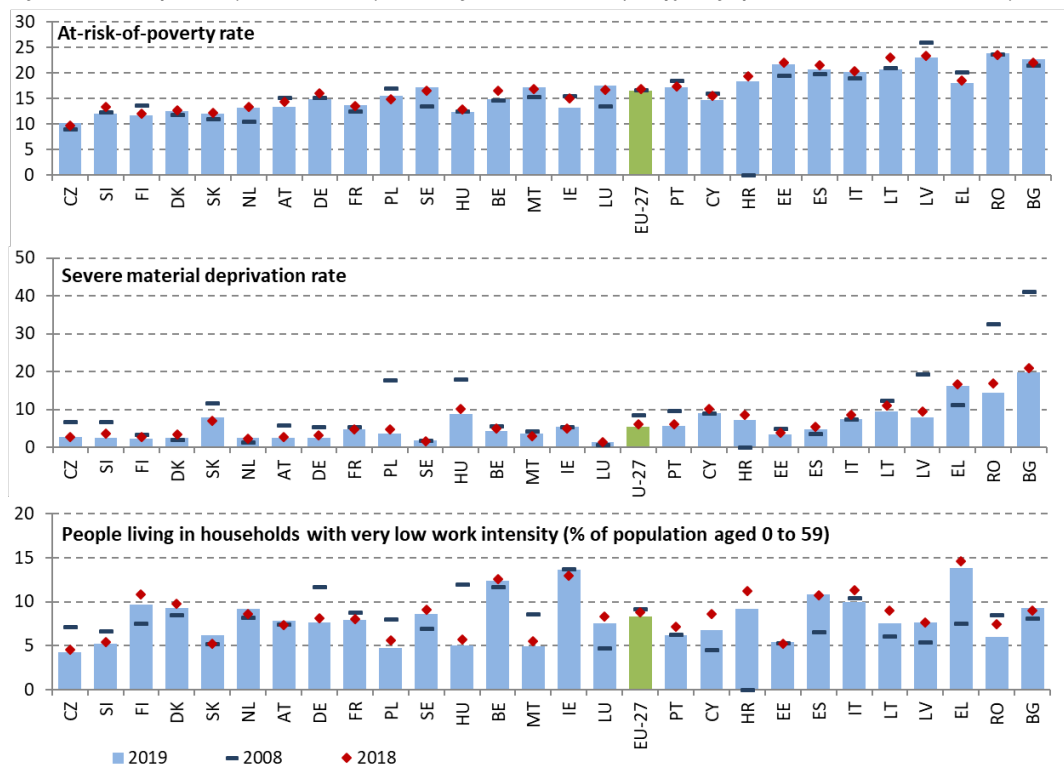 At-risk-of-poverty rate
30
25
20
15
10
5
0
CZ SI FI DK SK NL AT DE FR PL SE HU BE MT IE LU EU-27 PT CY HR EE ES IT LT LV EL RO BG
Severe material deprivation rate
50
40
30
20
10
0
CZ SI FI DK SK NL AT DE FR PL SE HU BE MT IE LU U-27 PT CY HR EE ES IT LT LV EL RO BG
People living in households with very low work intensity (% of population aged 0 to 59)
20
15
10
5
0
CZ SI FI DK SK NL AT DE FR PL SE HU BE MT IE LU EU-27 PT CY HR EE ES IT LT LV EL RO BG
2019 2008 2018